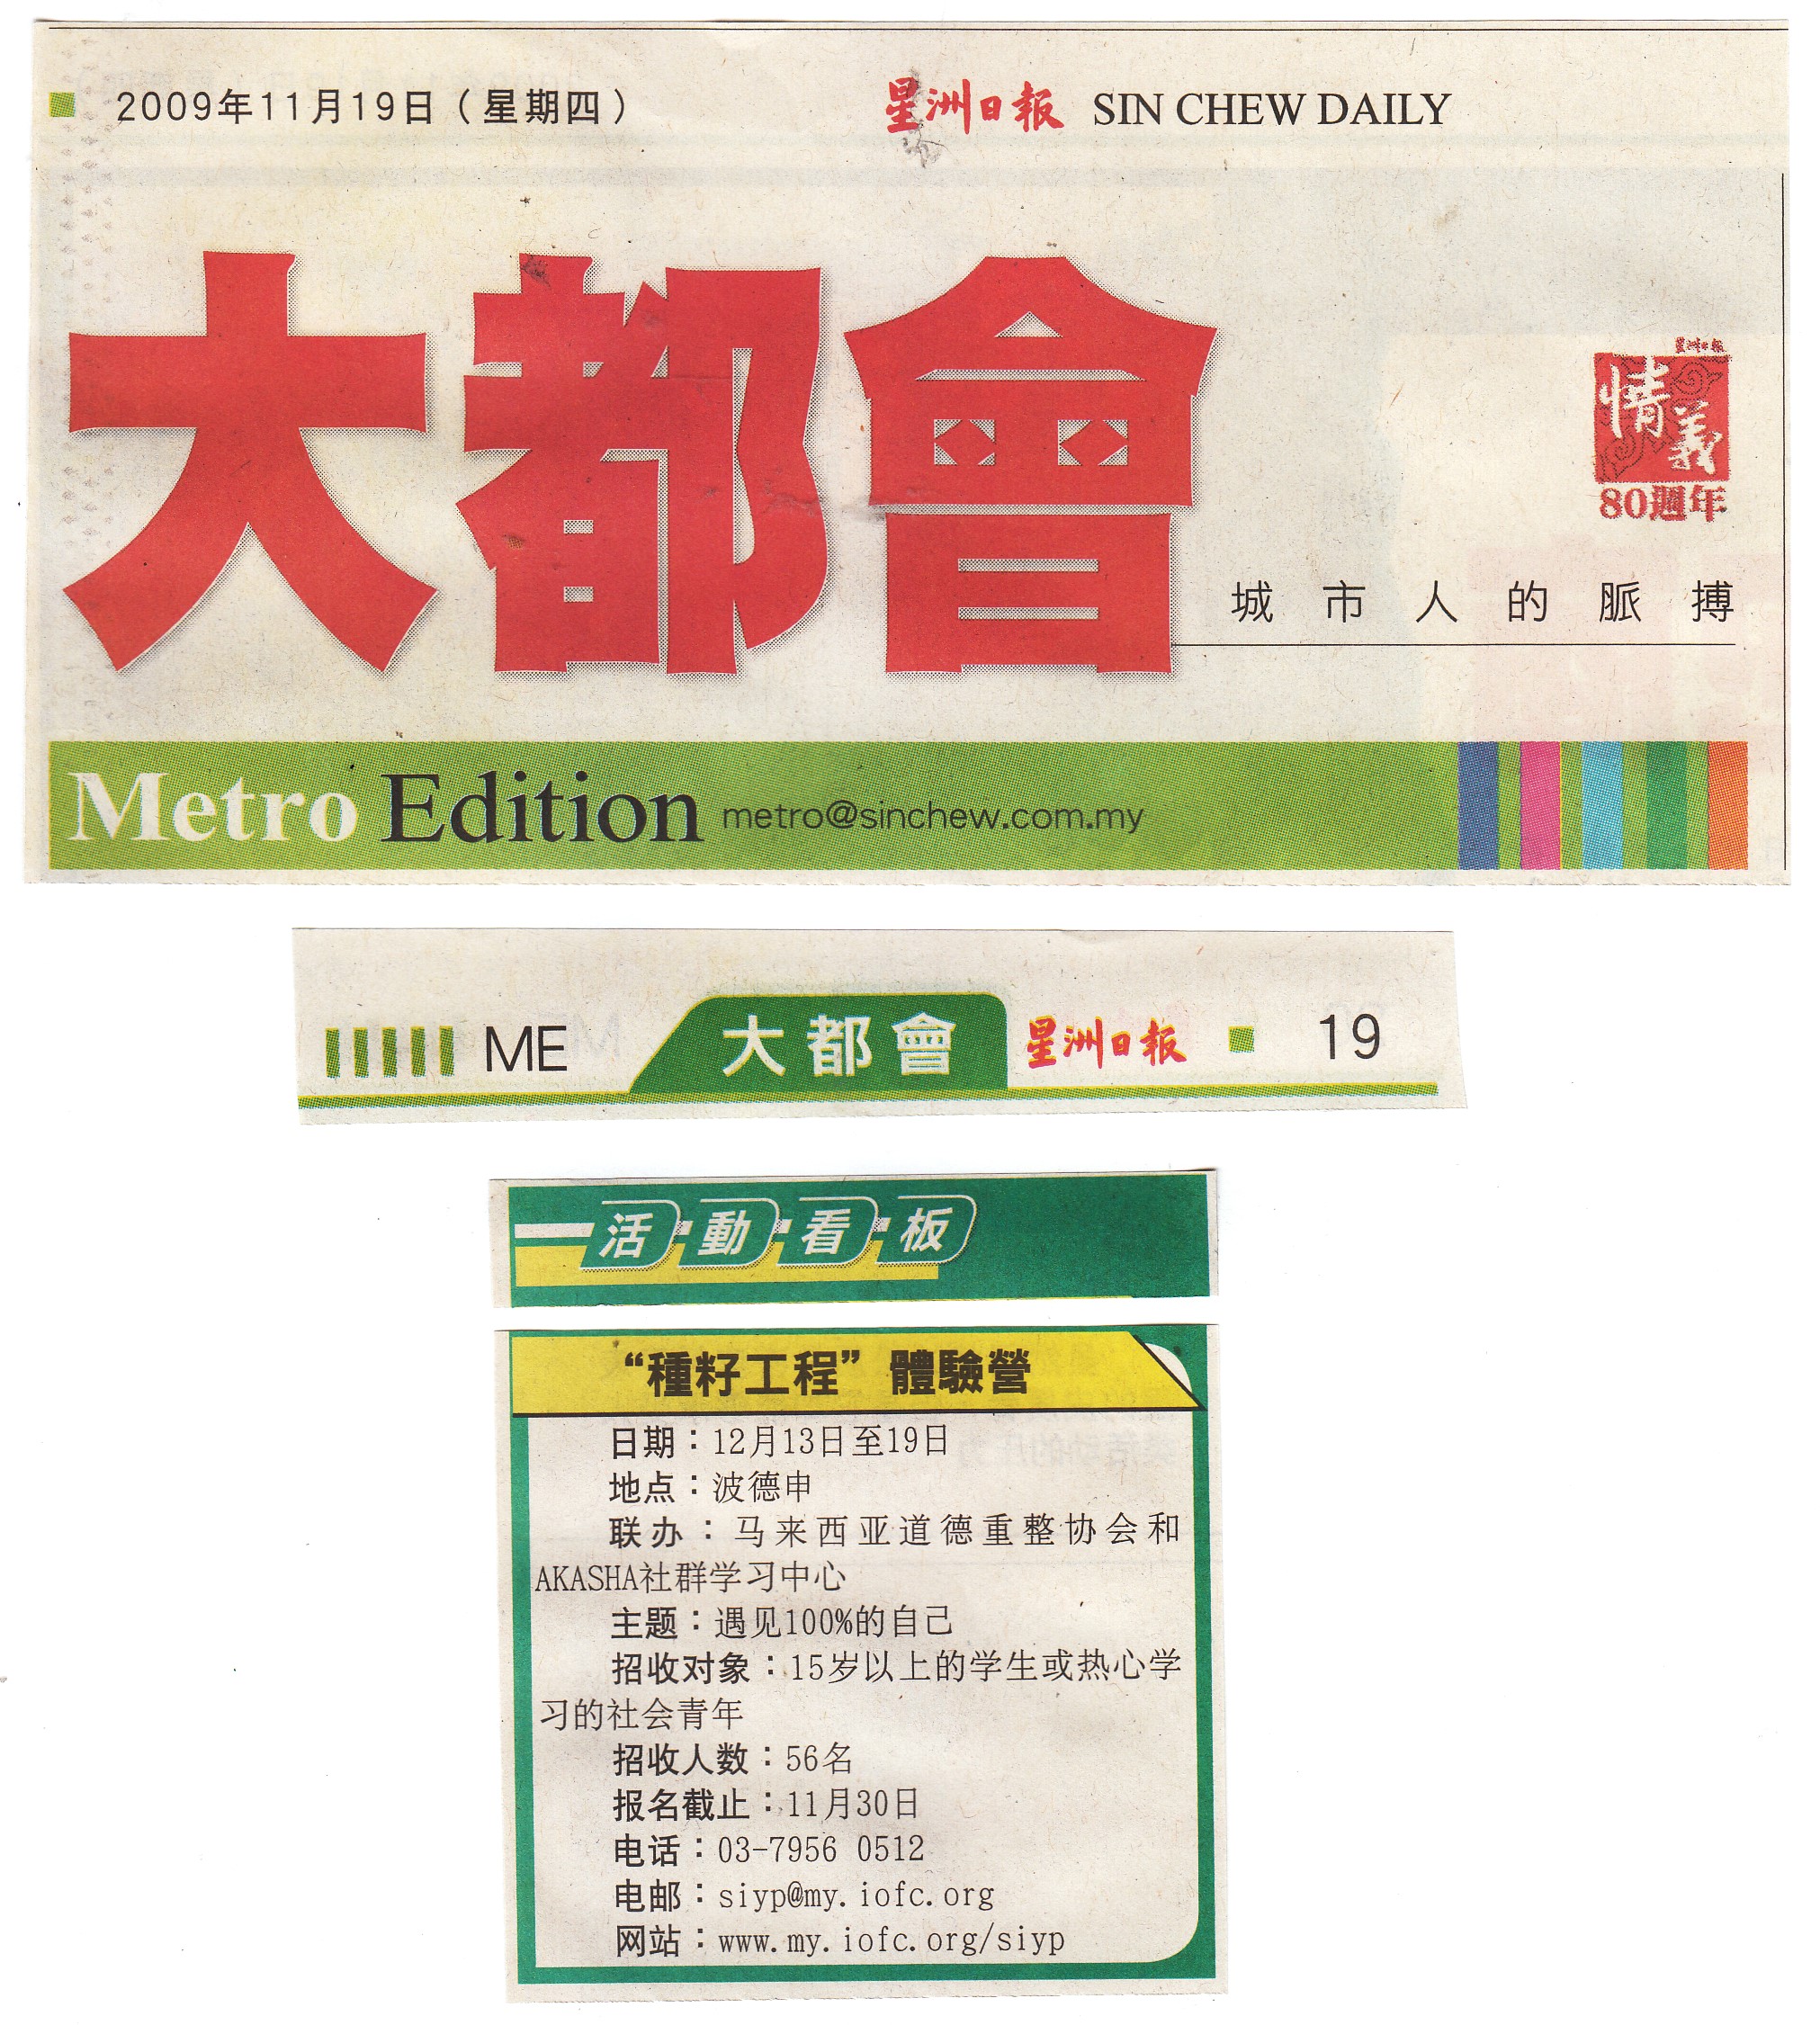 2009年11月19日（星期四）
星洲日报 SIN CHEW DAILY
大都會
星洲日报
情義
80週年
城市人的脈搏
Metro Edition metro@sinchew.com.my
ME 大都會 星洲日报 19
活動看板
“種籽工程”體驗營
日期：12月13日至19日
地点：波德申
联办：马来西亚道德重整协会和
AKASHA社群学习中心
主题：遇见100%的自己
招收对象：15岁以上的学生或热心学
习的社会青年
招收人数：56名
报名截止：11月30日
电话：03-7956 0512
电邮：siyp@my.iofc.org
网站：www.my.iofc.org/siyp